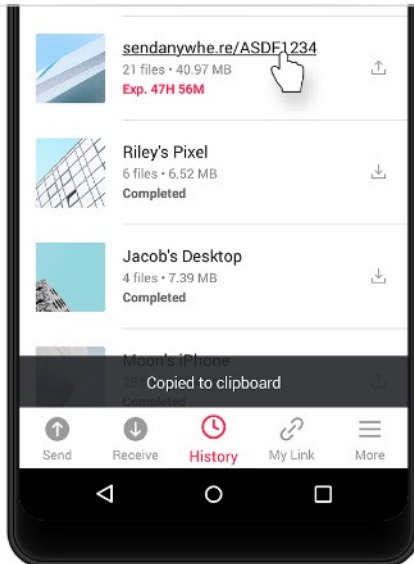 sendanywhe.re/ASDF1234
21 files • 40.97 MB
Exp. 47H 56M
Riley's Pixel
6 files • 6.52 MB
Completed
Jacob's Desktop
4 files • 7.39 MB
Completed
Moon's iPhone
Copied to clipboard
Completed
Send
Receive
History
My Link
More